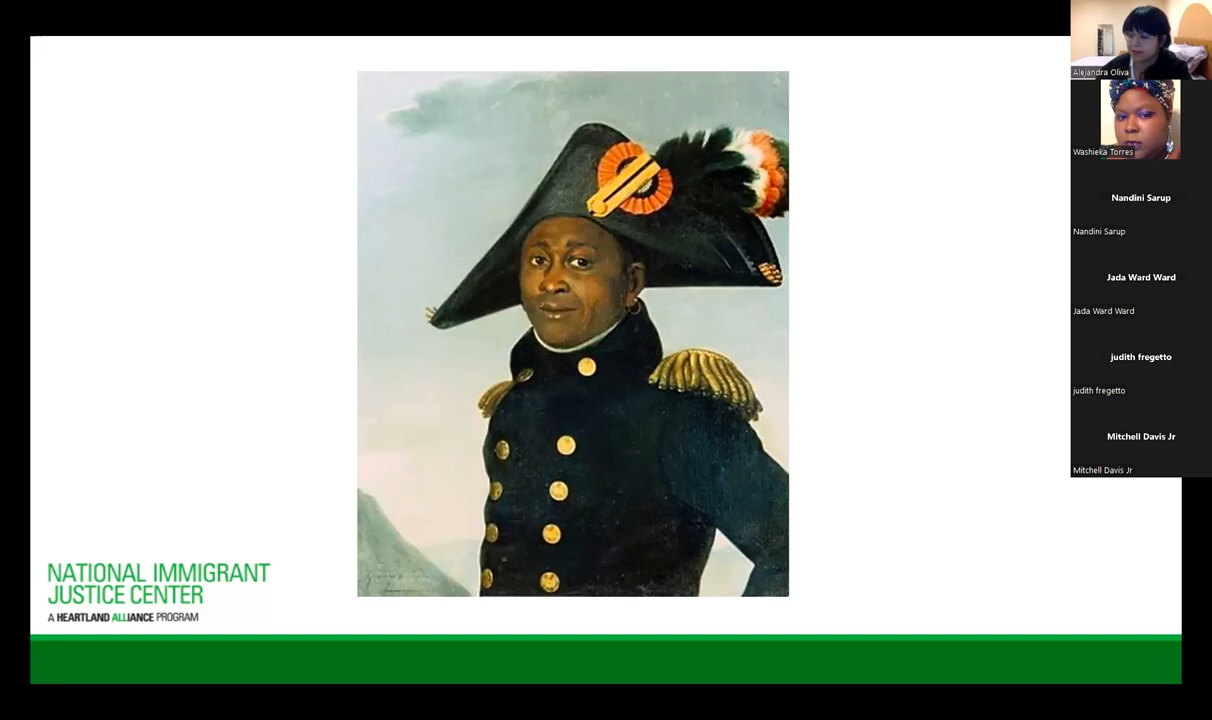 NATIONAL IMMIGRANT
JUSTICE CENTER
A HEARTLAND ALLIANCE PROGRAM
Alejandra Oliva
Washieka Torres
Nandini Sarup
Nandini Sarup
Jada Ward Ward
Jada Ward Ward
judith fregetto
judith fregetto
Mitchell Davis Jr
Mitchell Davis Jr